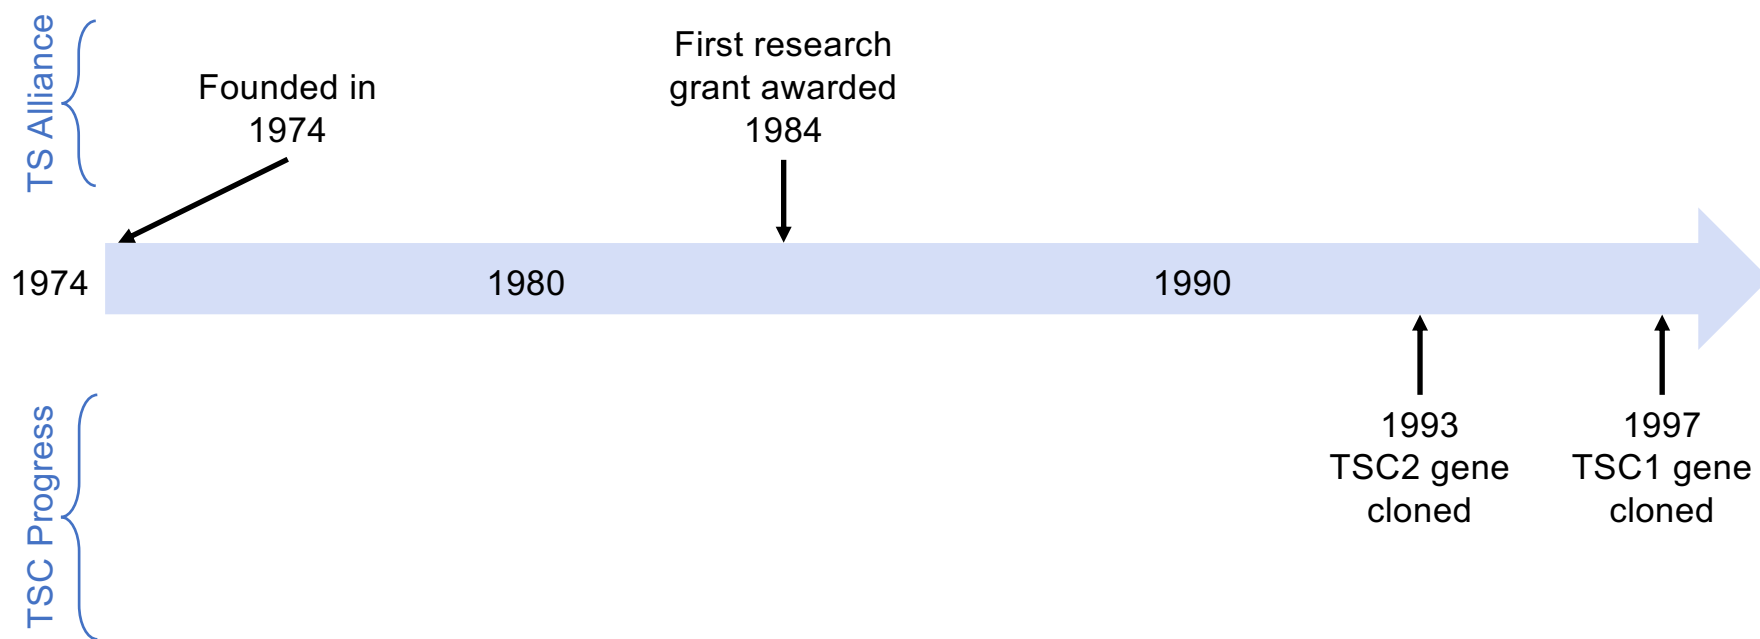 TS Alliance
Founded in
1974
First research
grant awarded
1984
1974
1980
1990
TSC Progress
1993
TSC2 gene
cloned
1997
TSC1 gene
cloned